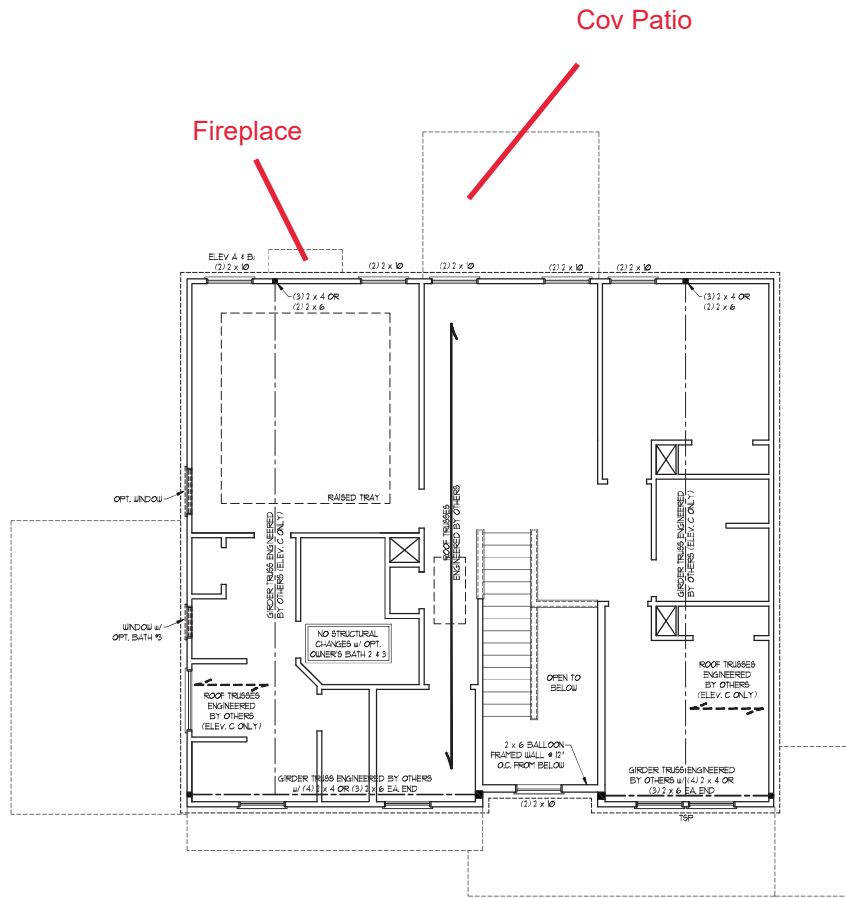 Cov Patio
Fireplace
ELEV A & B:
(2) 2 x 10
(2) 2 x 10
(2) 2 x 10
(2) 2 x 10
(2) 2 x 10
(3) 2 x 4 OR
(2) 2 x 6
(3) 2 x 4 OR
(2) 2 x 6
RAISED TRAY
OPT. WINDOW
ROOF TRUSSES
ENGINEERED BY OTHERS
GIRDER TRUSS ENGINEERED
BY OTHERS (ELEV. C ONLY)
GIRDER TRUSS ENGINEERED
BY OTHERS (ELEV. C ONLY)
WINDOW w/
OPT. BATH #3
NO STRUCTURAL
CHANGES w/ OPT.
OWNER'S BATH 2 & 3
ROOF TRUSSES
ENGINEERED
BY OTHERS
(ELEV. C ONLY)
OPEN TO
BELOW
ROOF TRUSSES
ENGINEERED
BY OTHERS
(ELEV. C ONLY)
2 x 6 BALLOON
FRAMED WALL @ 12"
O.C. FROM BELOW
GIRDER TRUSS ENGINEERED BY OTHERS
w/ (4) 2 x 4 OR (3) 2 x 6 EA. END
GIRDER TRUSS ENGINEERED
BY OTHERS w/ (4) 2 x 4 OR
(3) 2 x 6 EA. END
(2) 2 x 10
TSP